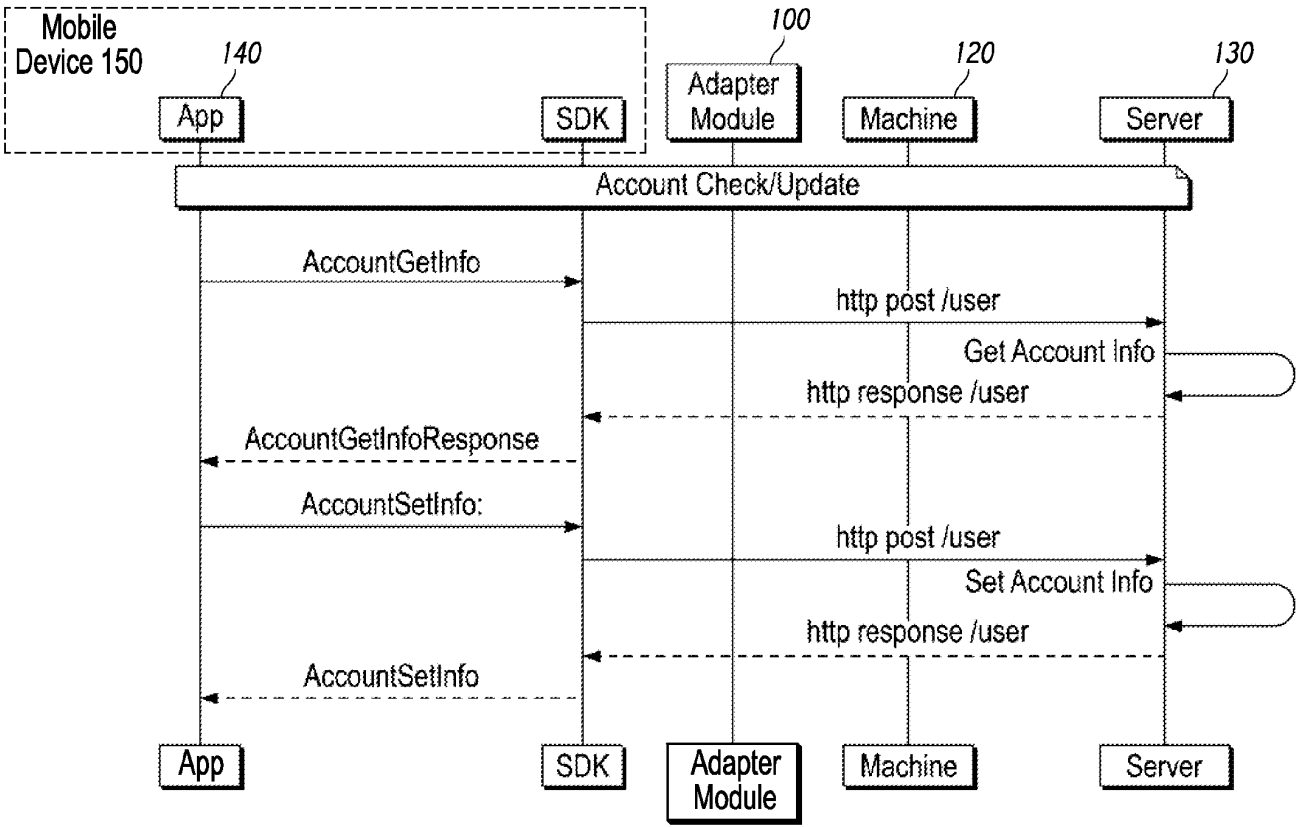 Mobile
Device 150
140
100
120
130
App
SDK
Adapter
Module
Machine
Server
Account Check/Update
AccountGetInfo
http post /user
Get Account Info
http response /user
AccountGetInfoResponse
AccountSetInfo:
http post /user
Set Account Info
http response /user
AccountSetInfo
App
SDK
Adapter
Module
Machine
Server